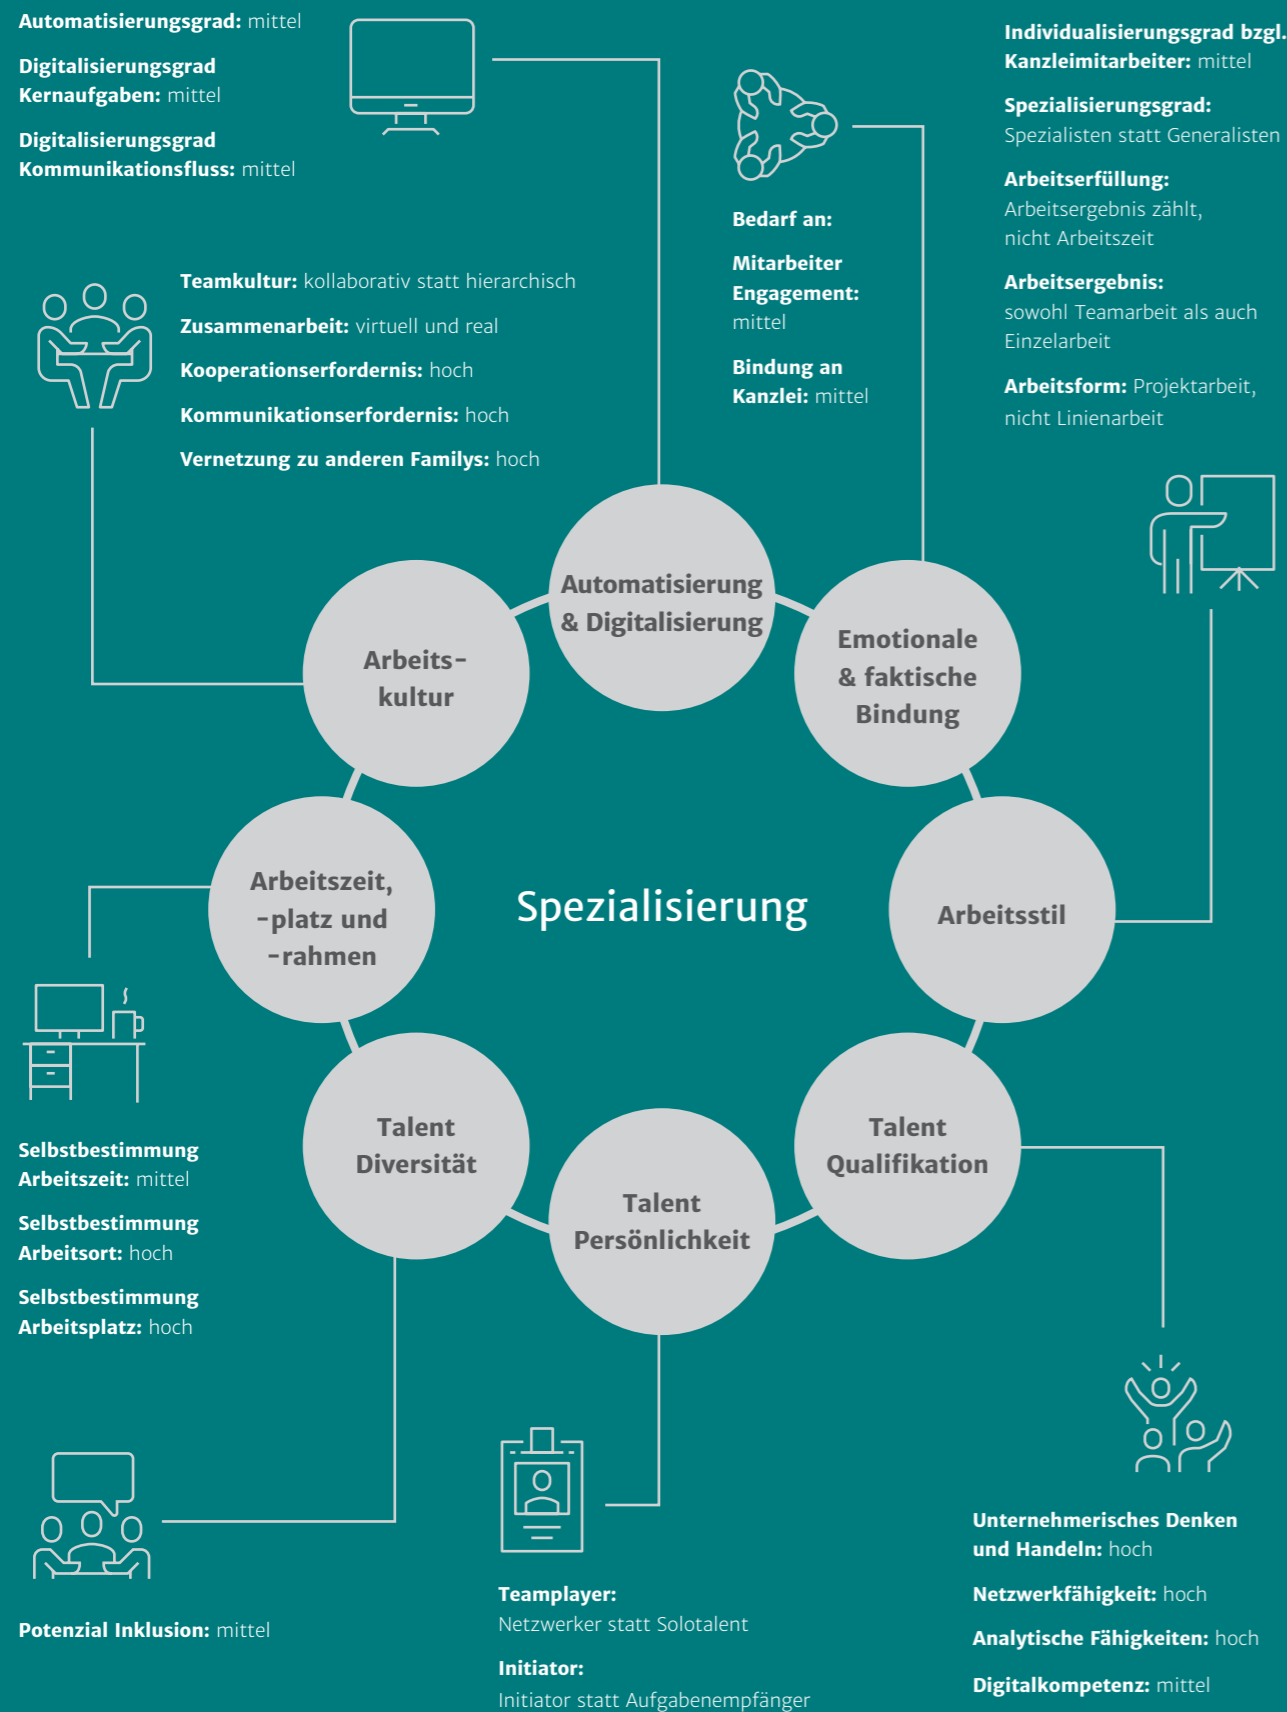 Automatisierungsgrad: mittel
Digitalisierungsgrad
Kernaufgaben: mittel
Digitalisierungsgrad
Kommunikationsfluss: mittel
Teamkultur: kollaborativ statt hierarchisch
Zusammenarbeit: virtuell und real
Kooperationserfordernis: hoch
Kommunikationserfordernis: hoch
Vernetzung zu anderen Familys: hoch
Bedarf an:
Mitarbeiter
Engagement:
mittel
Bindung an
Kanzlei: mittel
Individualisierungsgrad bzgl.
Kanzleimitarbeiter: mittel
Spezialisierungsgrad:
Spezialisten statt Generalisten
Arbeitserfüllung:
Arbeitsergebnis zählt,
nicht Arbeitszeit
Arbeitsergebnis:
sowohl Teamarbeit als auch
Einzelarbeit
Arbeitsform: Projektarbeit,
nicht Linienarbeit
Automatisierung
& Digitalisierung
Emotionale
& faktische
Bindung
Arbeits-
kultur
Arbeitszeit,
-platz und
-rahmen
Spezialisierung
Arbeitsstil
Talent
Diversität
Talent
Persönlichkeit
Talent
Qualifikation
Selbstbestimmung
Arbeitszeit: mittel
Selbstbestimmung
Arbeitsort: hoch
Selbstbestimmung
Arbeitsplatz: hoch
Potenzial Inklusion: mittel
Teamplayer:
Netzwerker statt Solotalent
Initiator:
Initiator statt Aufgabenempfänger
Unternehmerisches Denken
und Handeln: hoch
Netzwerkfähigkeit: hoch
Analytische Fähigkeiten: hoch
Digitalkompetenz: mittel